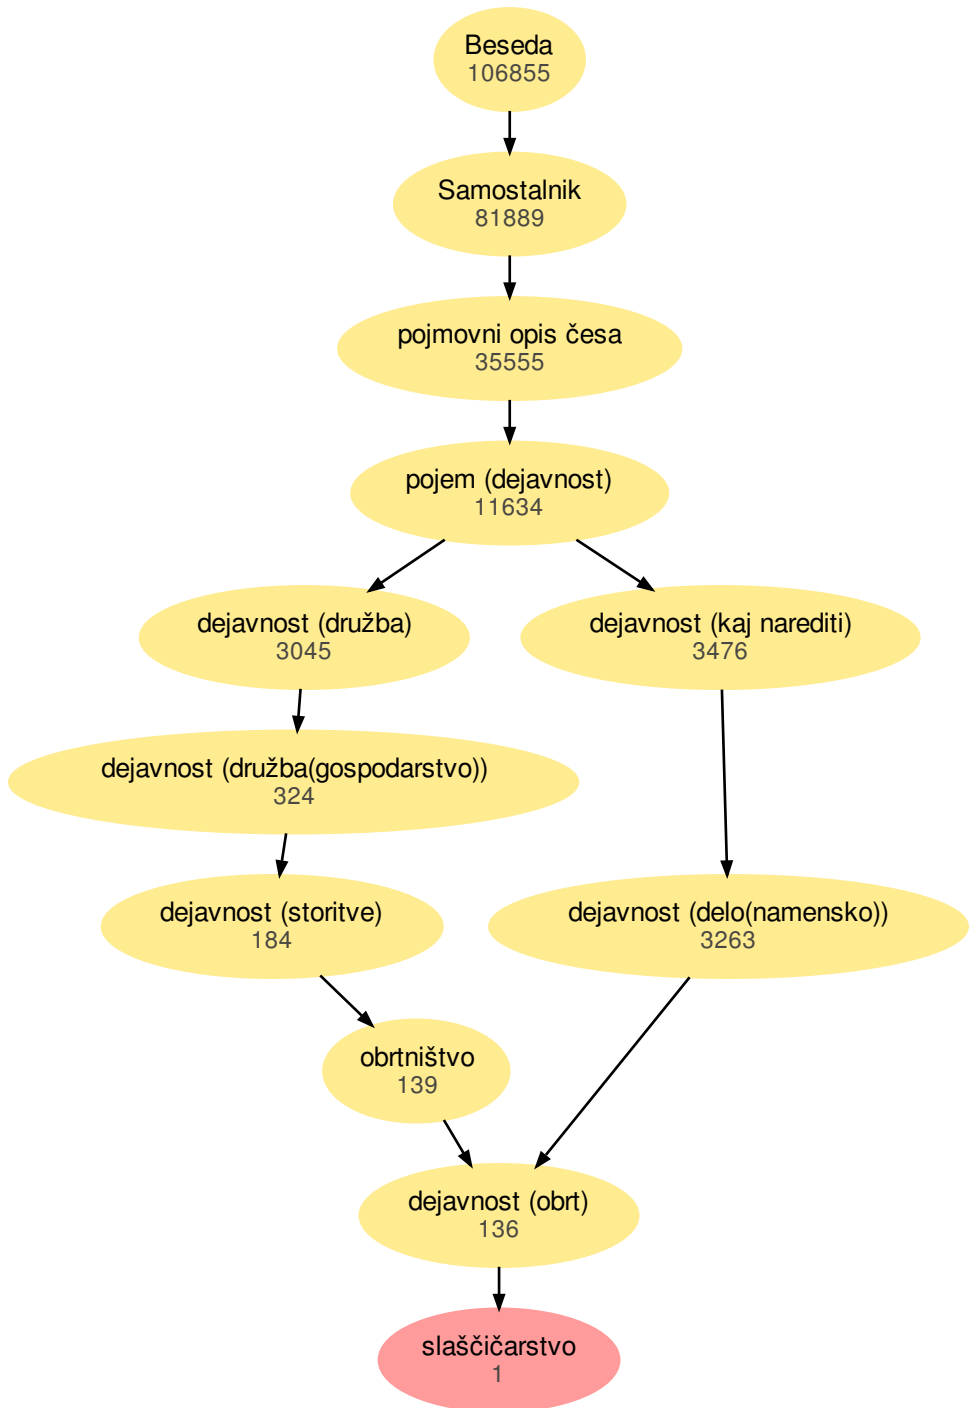 Beseda
106855
Samostalnik
81889
pojmovni opis česa
35555
pojem (dejavnost)
11634
dejavnost (družba)
3045
dejavnost (kaj narediti)
3476
dejavnost (družba(gospodarstvo))
324
dejavnost (storitve)
184
dejavnost (delo(namensko))
3263
obrtništvo
139
dejavnost (obrt)
136
slaščičarstvo
1